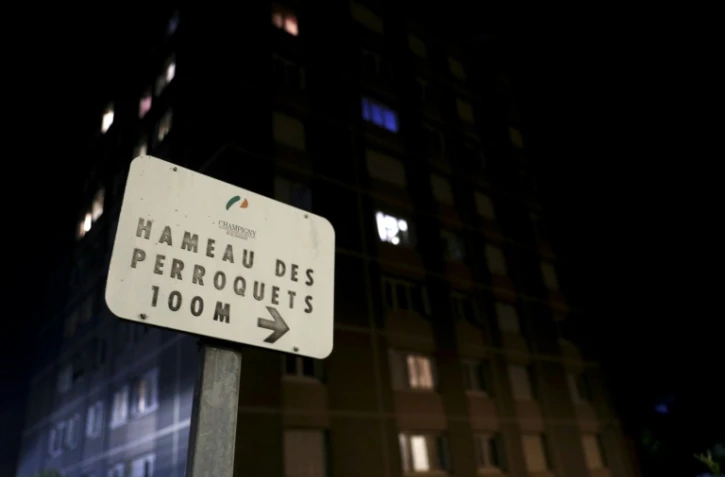 CHAMPIGNY
HAMEAU DES
PERROQUETS
100M